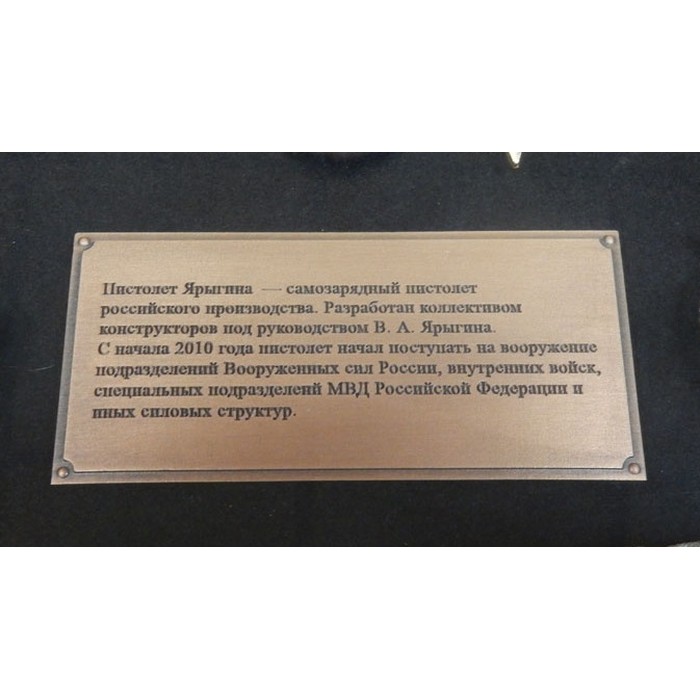 Пистолет Ярыгина — самозарядный пистолет
российского производства. Разработан коллективом
конструкторов под руководством В. А. Ярыгина.
С начала 2010 года пистолет начал поступать на вооружение
подразделений Вооруженных сил России, внутренних войск,
специальных подразделений МВД Российской Федерации и
иных силовых структур.